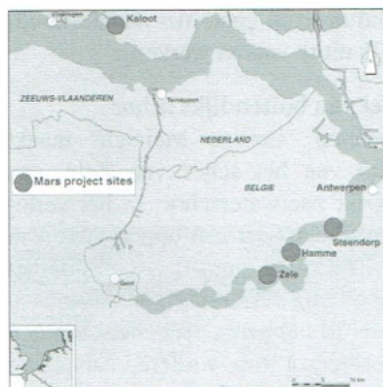 Kaloot
ZEEUWS-VLAANDEREN
Terneuzen
NEDERLAND
Mars project sites
BELGIE
Antwerpen
Steendorp
Hamme
Zele
Gent